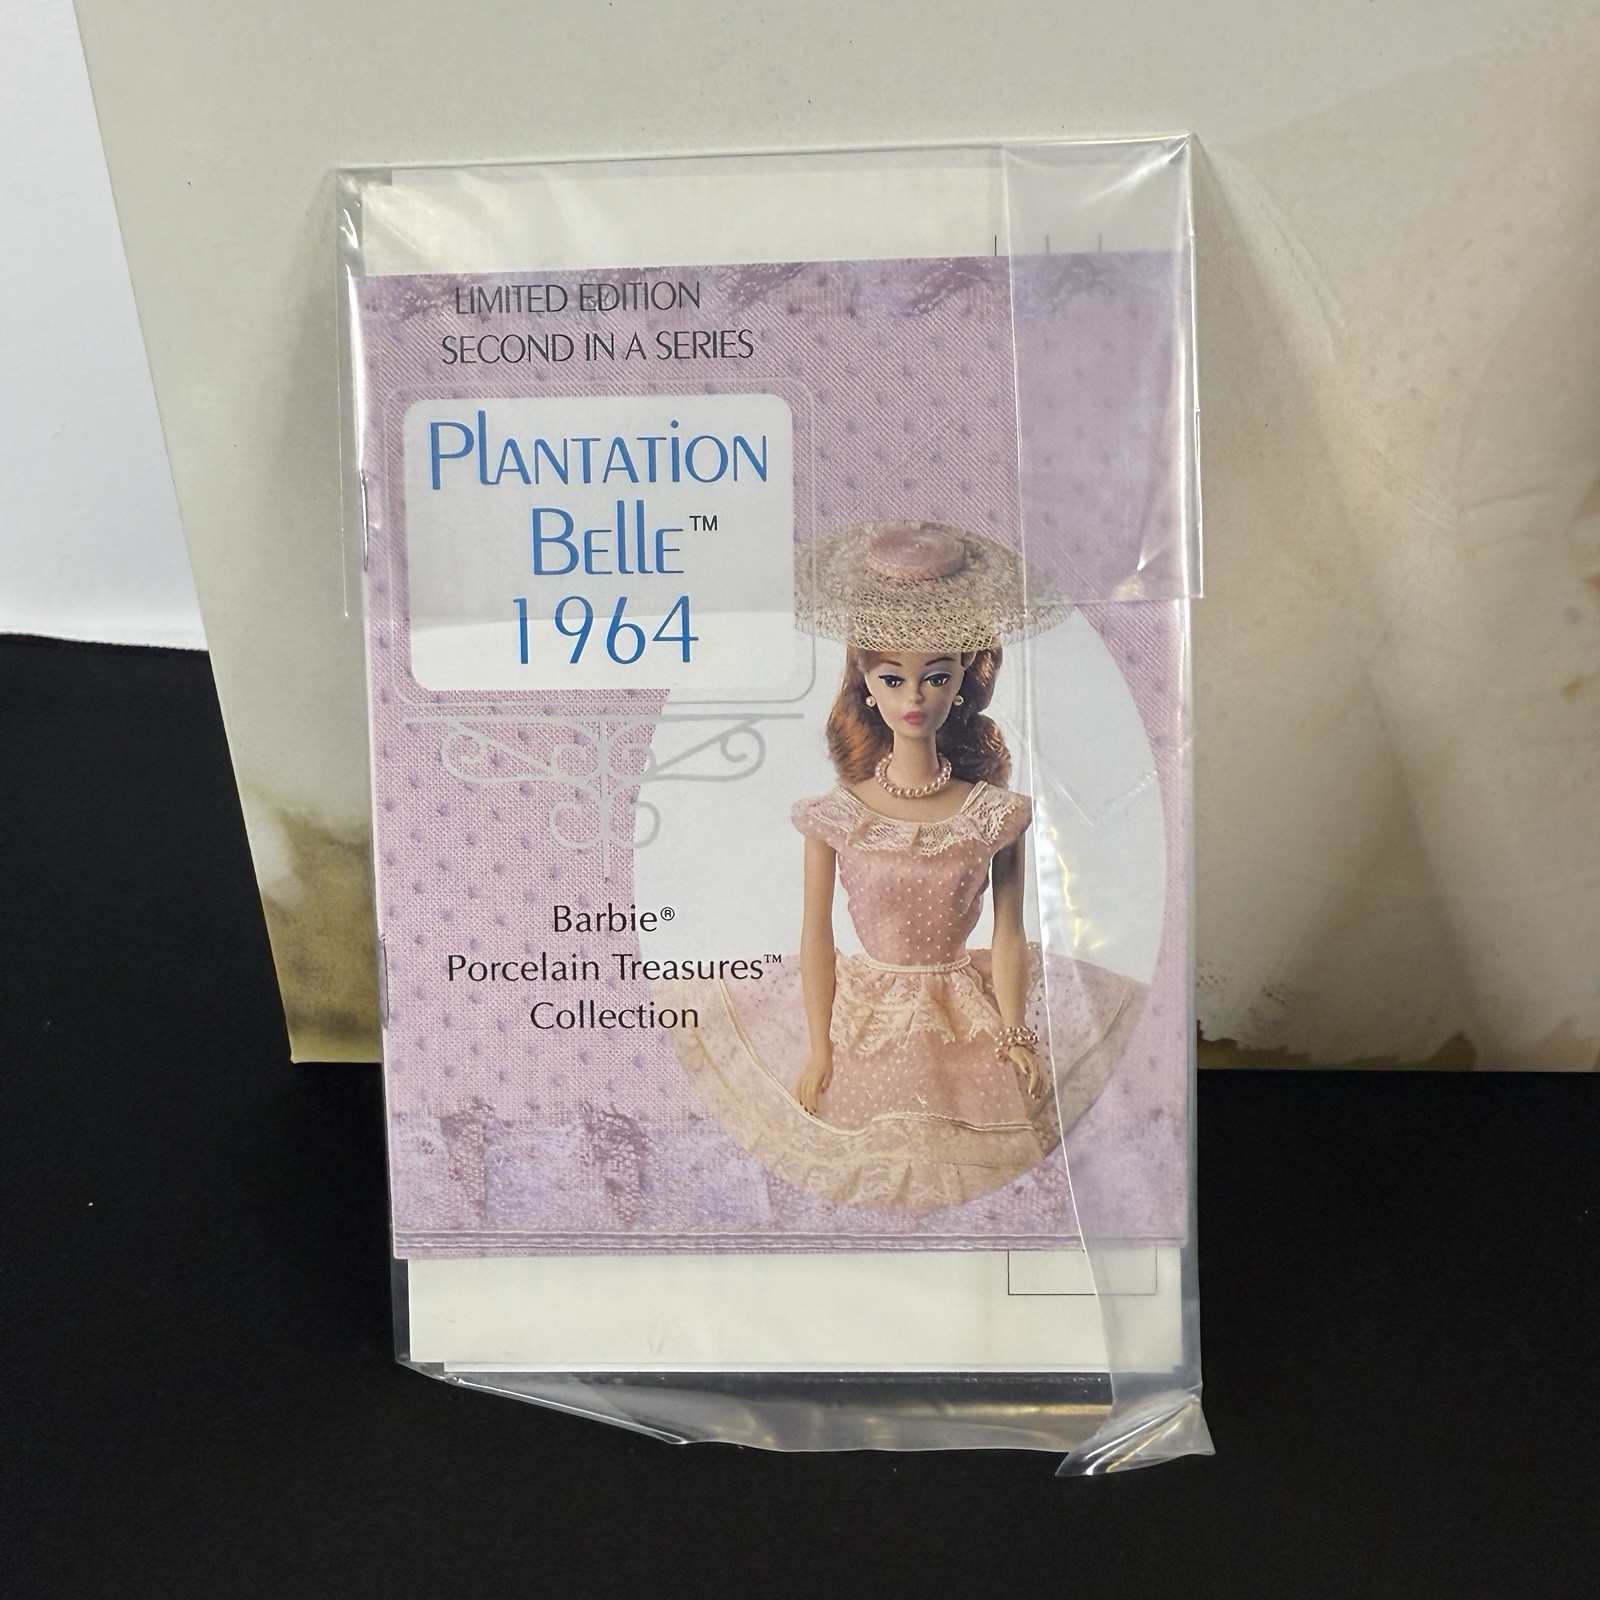 LIMITED EDITION
SECOND IN A SERIES
PLANTATION
BELLE™
1964
Barbie®
Porcelain Treasures™
Collection